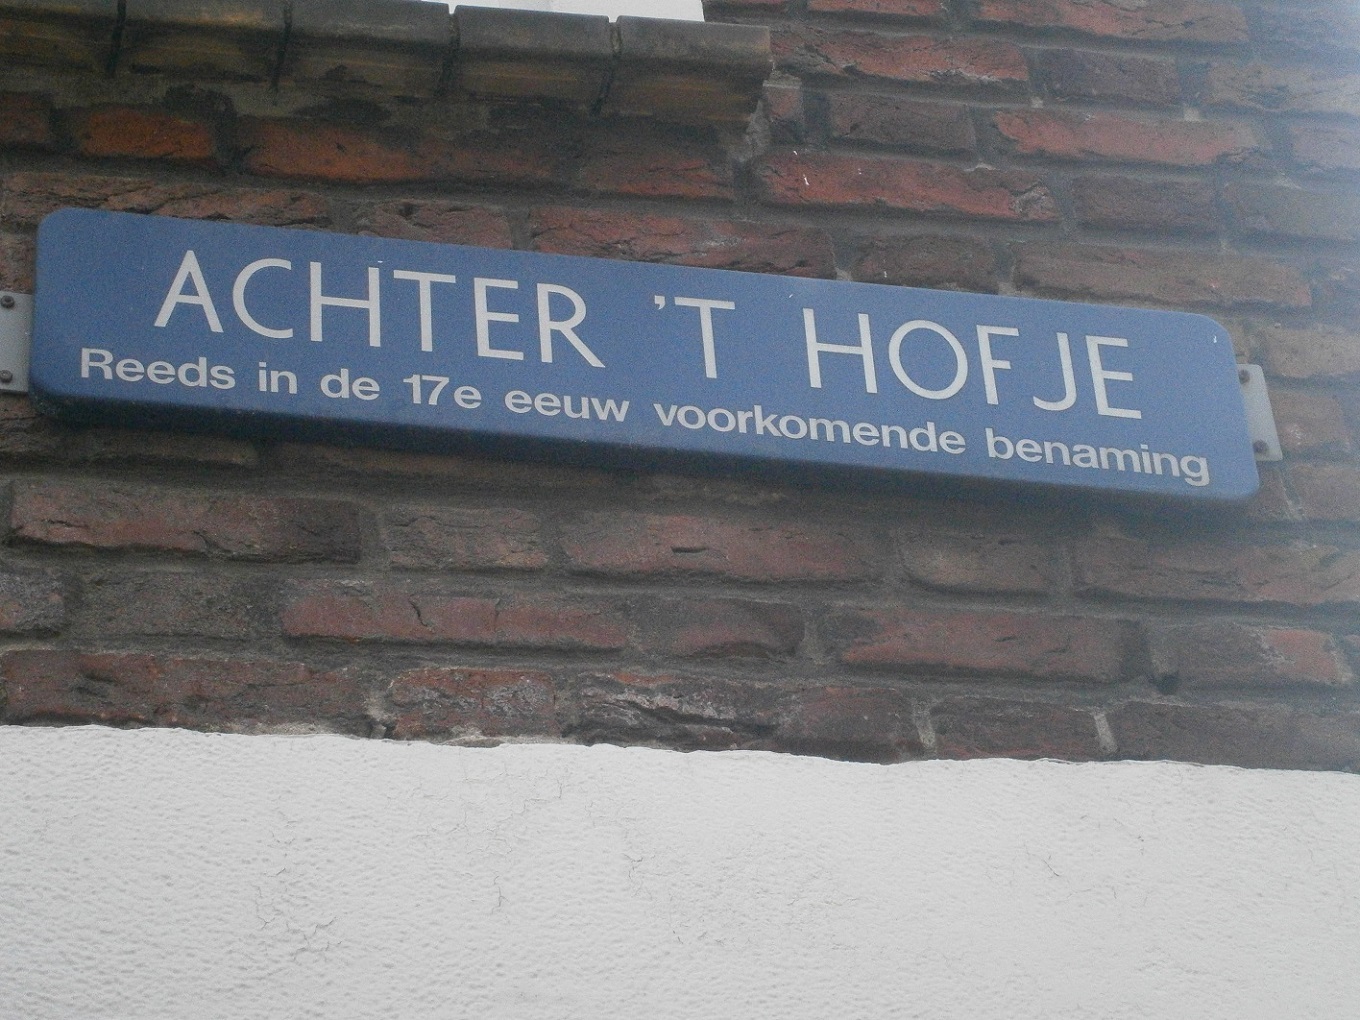 ACHTER 'T HOFJE
Reeds in de 17e eeuw voorkomende benaming